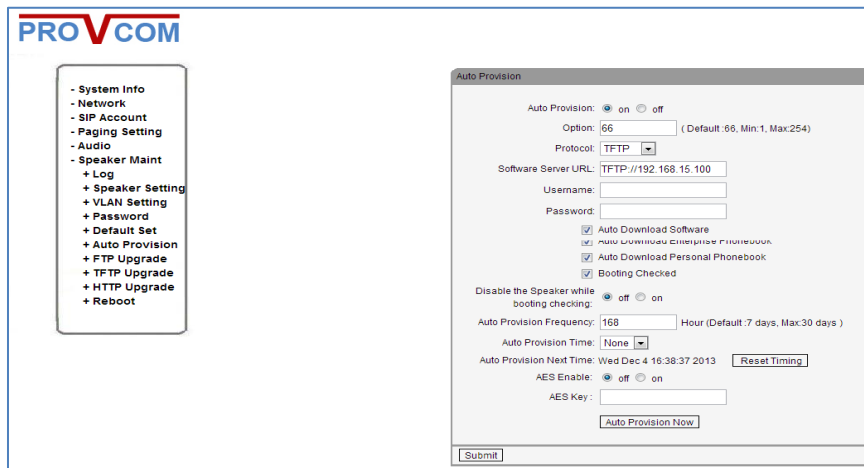 PROVCOM
- System Info
- Network
- SIP Account
- Paging Setting
- Audio
- Speaker Maint
+ Log
+ Speaker Setting
+ VLAN Setting
+ Password
+ Default Set
+ Auto Provision
+ FTP Upgrade
+ TFTP Upgrade
+ HTTP Upgrade
+ Reboot
Auto Provision
Auto Provision: on off
Option: 66 ( Default :66, Min:1, Max:254)
Protocol: TFTP
Software Server URL: TFTP://192.168.15.100
Username:
Password:
Auto Download Software
Auto Download Enterprise Phonebook
Auto Download Personal Phonebook
Booting Checked
Disable the Speaker while
booting checking: off on
Auto Provision Frequency: 168 Hour (Default :7 days, Max:30 days )
Auto Provision Time: None
Auto Provision Next Time: Wed Dec 4 16:38:37 2013 Reset Timing
AES Enable: off on
AES Key :
Auto Provision Now
Submit